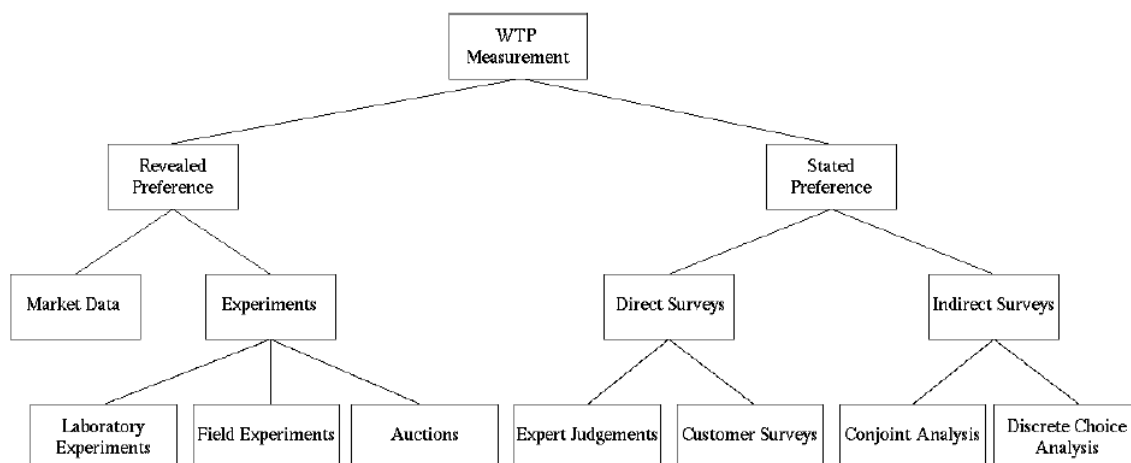 WTP
Measurement
Revealed
Preference
Stated
Preference
Market Data
Experiments
Direct Surveys
Indirect Surveys
Laboratory
Experiments
Field Experiments
Auctions
Expert Judgements
Customer Surveys
Conjoint Analysis
Discrete Choice
Analysis